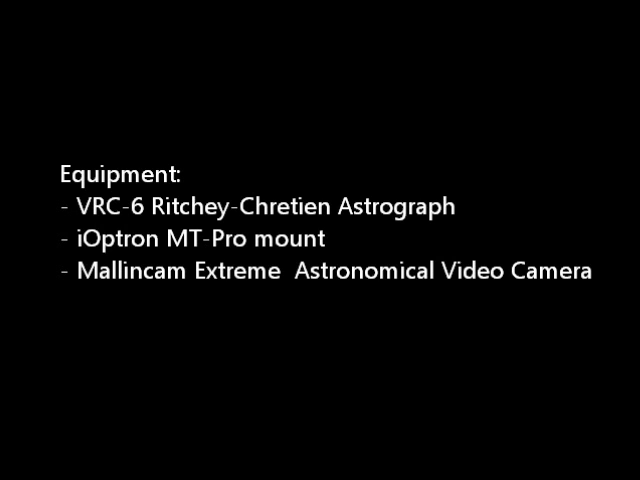 Equipment:
- VRC-6 Ritchey-Chretien Astrograph
- iOptron MT-Pro mount
- Mallincam Extreme  Astronomical Video Camera